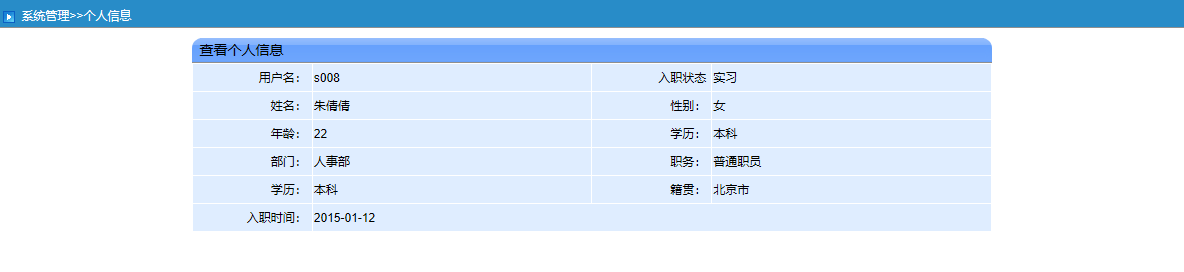 系统管理>>个人信息
查看个人信息
用户名： s008 入职状态 实习
姓名： 朱倩倩 性别： 女
年龄： 22 学历： 本科
部门： 人事部 职务： 普通职员
学历： 本科 籍贯： 北京市
入职时间： 2015-01-12